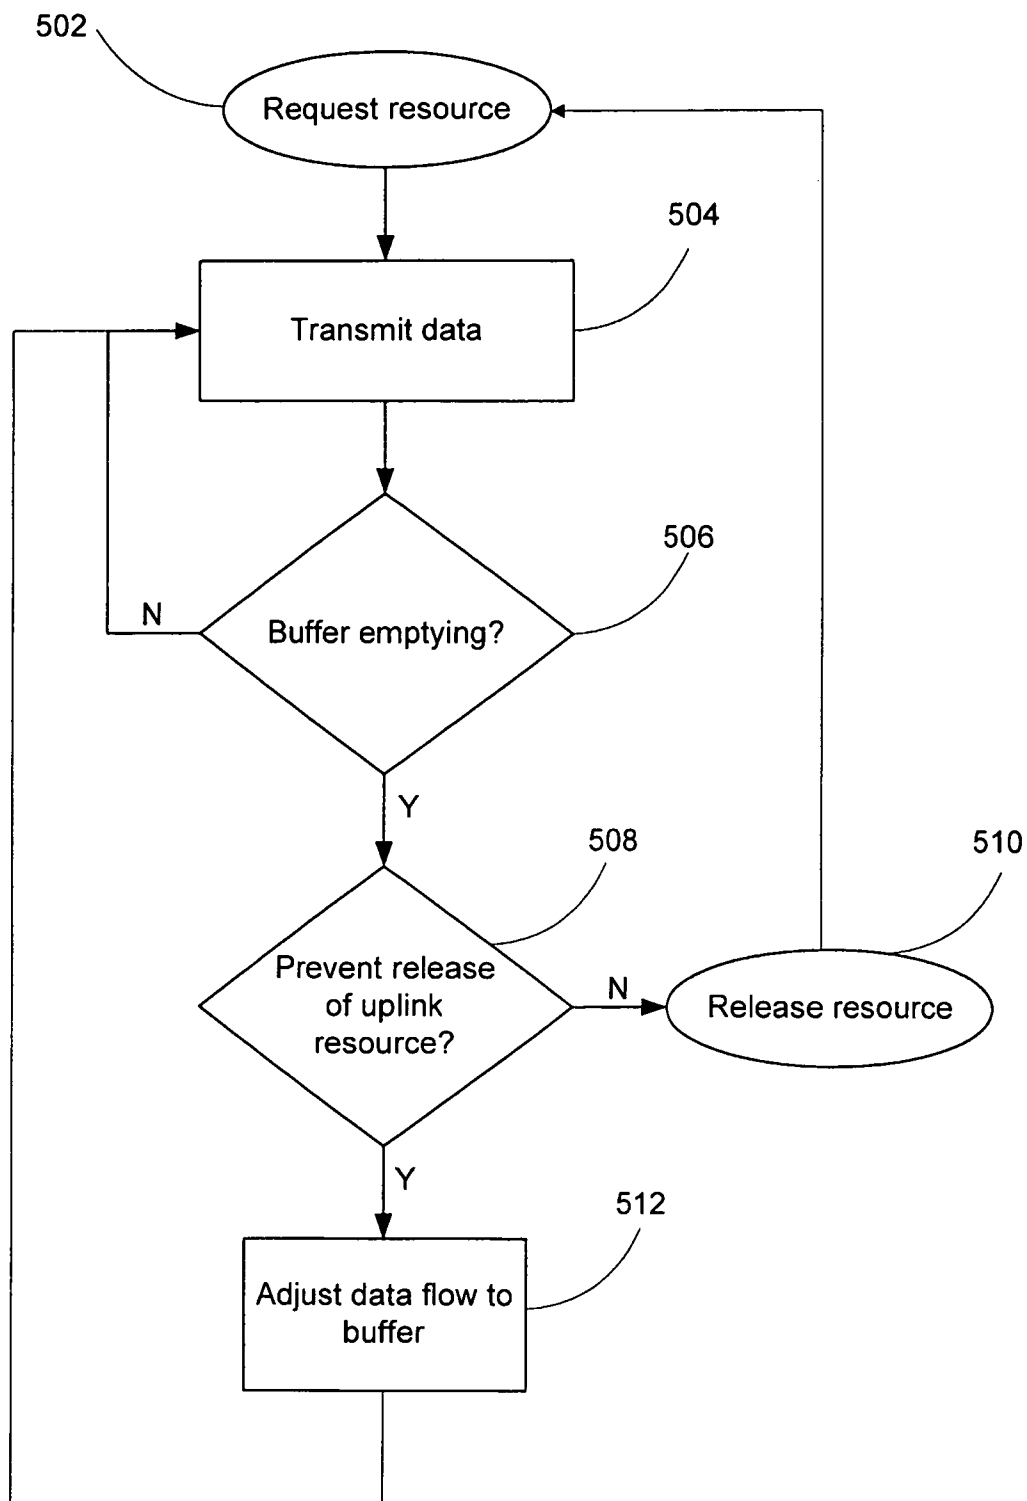 502
Request resource
504
Transmit data
506
Buffer emptying?
N
Y
508
510
Prevent release
of uplink
resource?
N
Release resource
Y
512
Adjust data flow to
buffer